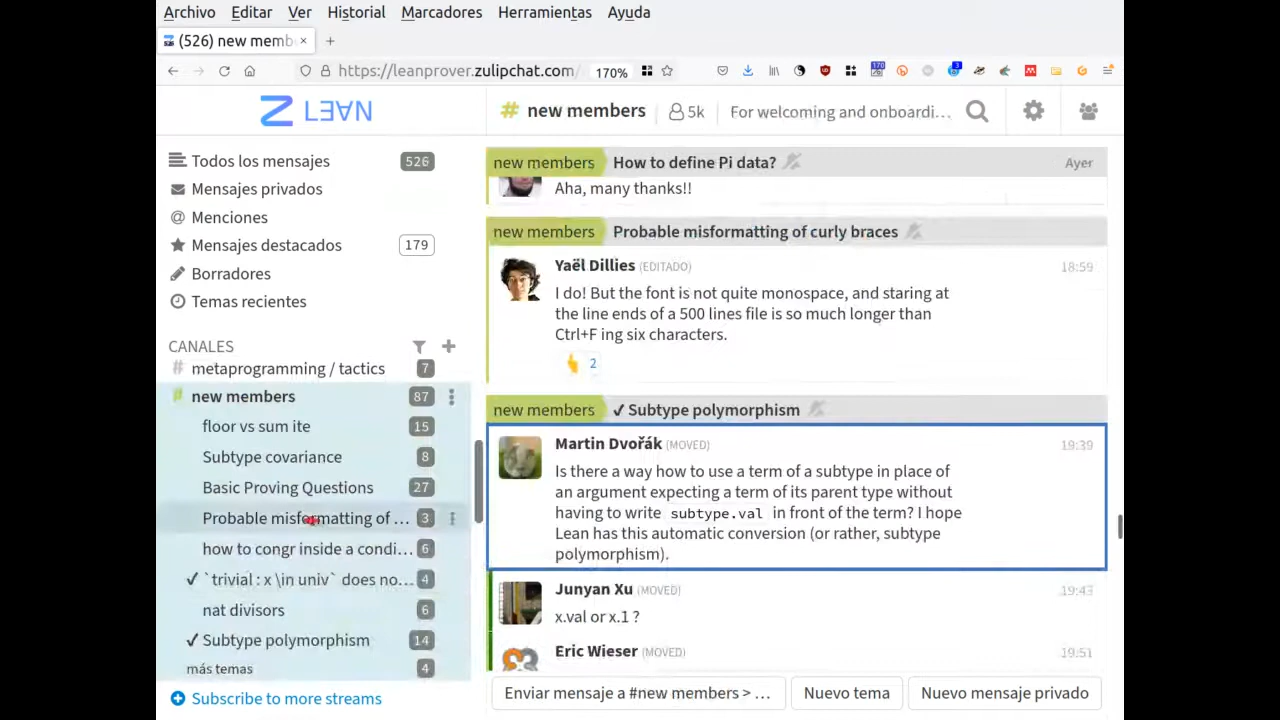 Archivo Editar Ver Historial Marcadores Herramientas Ayuda
(526) new memb × +
https://leanprover.zulipchat.com/ 170%
LEAN
# new members 5k For welcoming and onboardi…
Todos los mensajes 526
Mensajes privados
@ Menciones
Mensajes destacados 179
Borradores
Temas recientes
CANALES
# metaprogramming / tactics 7
# new members 87
floor vs sum ite 15
Subtype covariance 8
Basic Proving Questions 27
Probable misformatting of … 3
how to congr inside a condi… 6
✓ `trivial : x \in univ` does no… 4
nat divisors 6
✓ Subtype polymorphism 14
más temas 4
Subscribe to more streams
new members How to define Pi data? Ayer
Aha, many thanks!!
new members Probable misformatting of curly braces
Yaël Dillies (EDITADO) 18:59
I do! But the font is not quite monospace, and staring at
the line ends of a 500 lines file is so much longer than
Ctrl+F ing six characters.
2
new members ✓ Subtype polymorphism
Martin Dvořák (MOVED) 19:39
Is there a way how to use a term of a subtype in place of
an argument expecting a term of its parent type without
having to write subtype.val in front of the term? I hope
Lean has this automatic conversion (or rather, subtype
polymorphism).
Junyan Xu (MOVED) 19:43
x.val or x.1 ?
Eric Wieser (MOVED) 19:51
Enviar mensaje a #new members > … Nuevo tema Nuevo mensaje privado